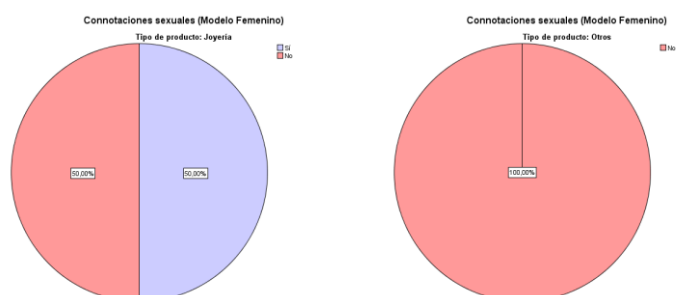 Connotaciones sexuales (Modelo Femenino)
Tipo de producto: Joyería
Sí
No
50,00%
50,00%
Connotaciones sexuales (Modelo Femenino)
Tipo de producto: Otros
No
100,00%